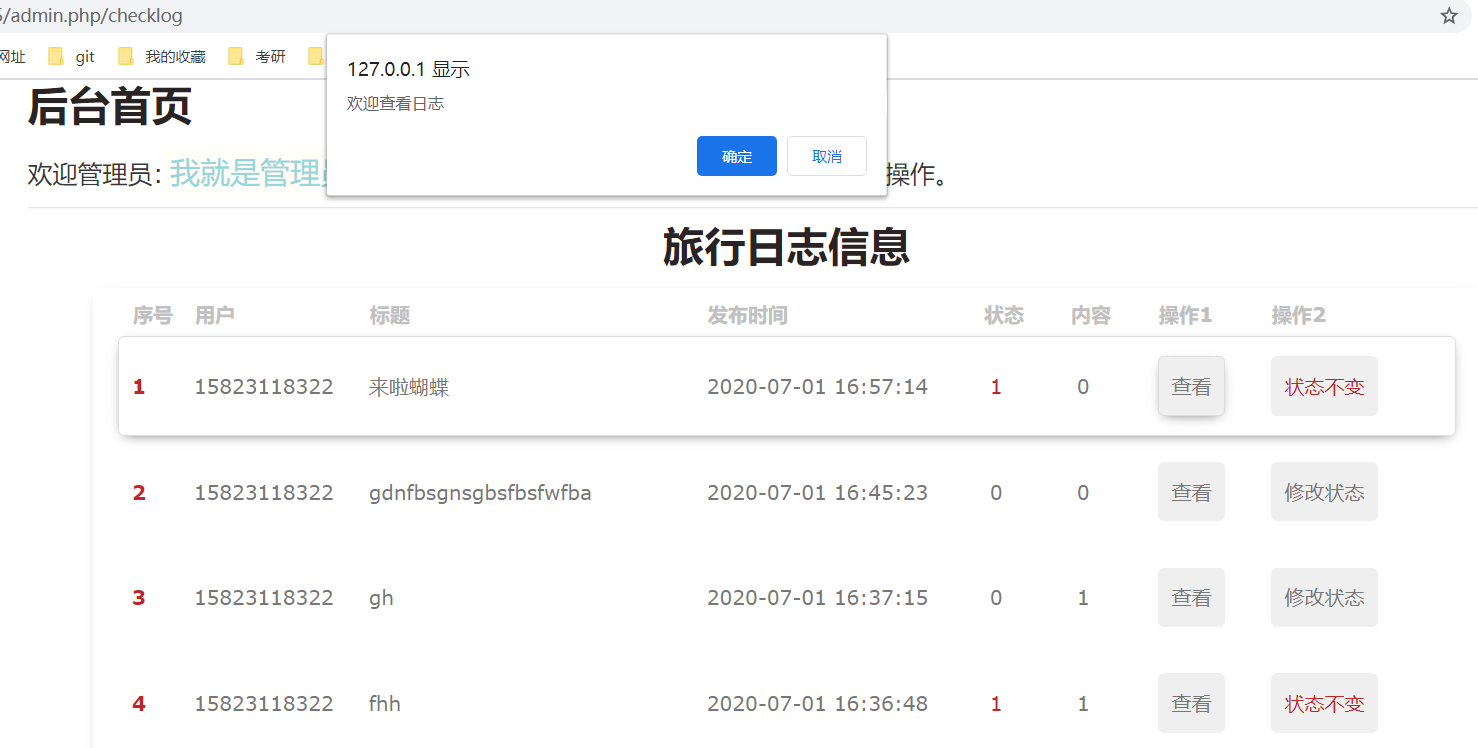 5/admin.php/checklog
网址 git 我的收藏 考研
127.0.0.1 显示
欢迎查看日志
确定 取消
后台首页
欢迎管理员: 我就是管理员 操作。
旅行日志信息
序号 用户 标题 发布时间 状态 内容 操作1 操作2
1 15823118322 来啦蝴蝶 2020-07-01 16:57:14 1 0 查看 状态不变
2 15823118322 gdnfbsgnsgbsfbsfwfba 2020-07-01 16:45:23 0 0 查看 修改状态
3 15823118322 gh 2020-07-01 16:37:15 0 1 查看 修改状态
4 15823118322 fhh 2020-07-01 16:36:48 1 1 查看 状态不变